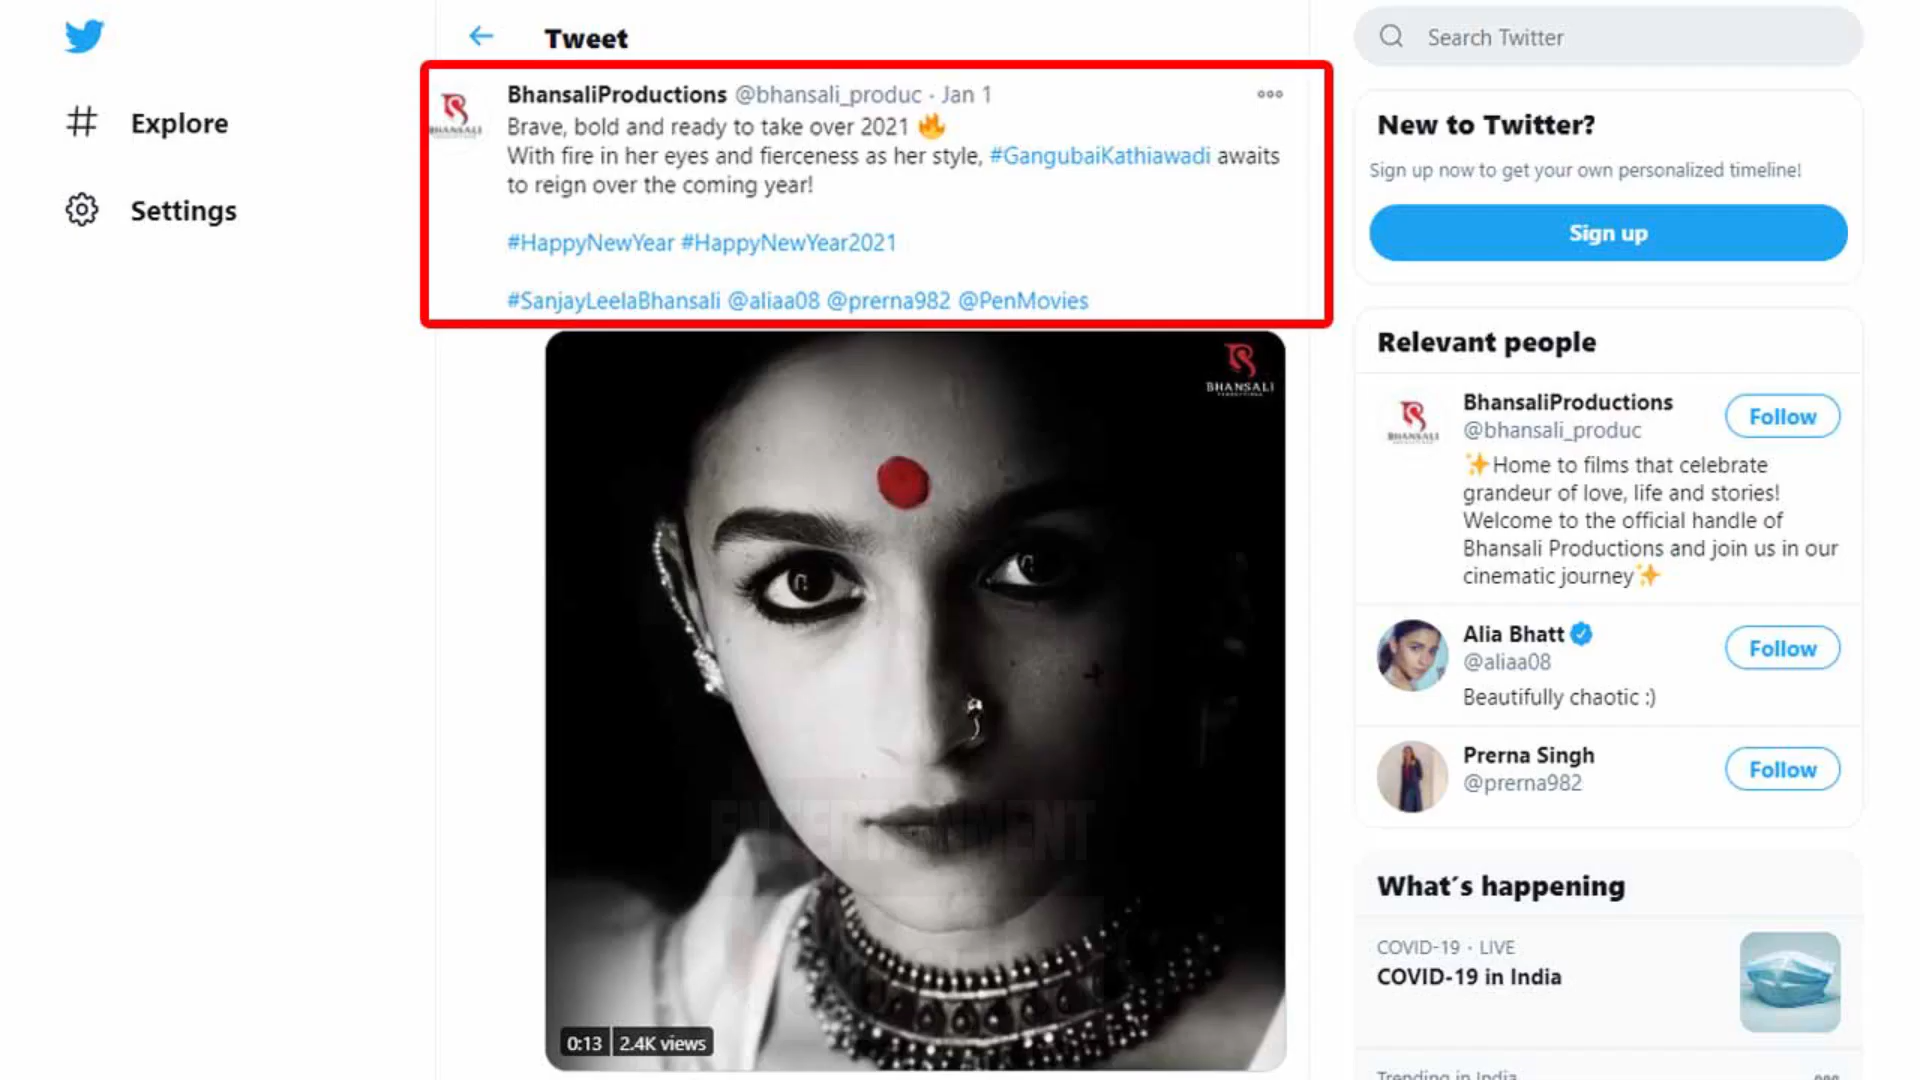 Tweet
Search Twitter
Explore
Settings
BhansaliProductions @bhansali_produc · Jan 1
Brave, bold and ready to take over 2021 🔥
With fire in her eyes and fierceness as her style, #GangubaiKathiawadi awaits
to reign over the coming year!
#HappyNewYear #HappyNewYear2021
#SanjayLeelaBhansali @aliaa08 @prerna982 @PenMovies
BHANSALI
BHANSALI
ENTERTAINMENT
0:13 2.4K views
New to Twitter?
Sign up now to get your own personalized timeline!
Sign up
Relevant people
BHANSALI
BhansaliProductions
@bhansali_produc
Follow
✨Home to films that celebrate
grandeur of love, life and stories!
Welcome to the official handle of
Bhansali Productions and join us in our
cinematic journey✨
Alia Bhatt
@aliaa08
Follow
Beautifully chaotic :)
Prerna Singh
@prerna982
Follow
What's happening
COVID-19 · LIVE
COVID-19 in India
Trending in India